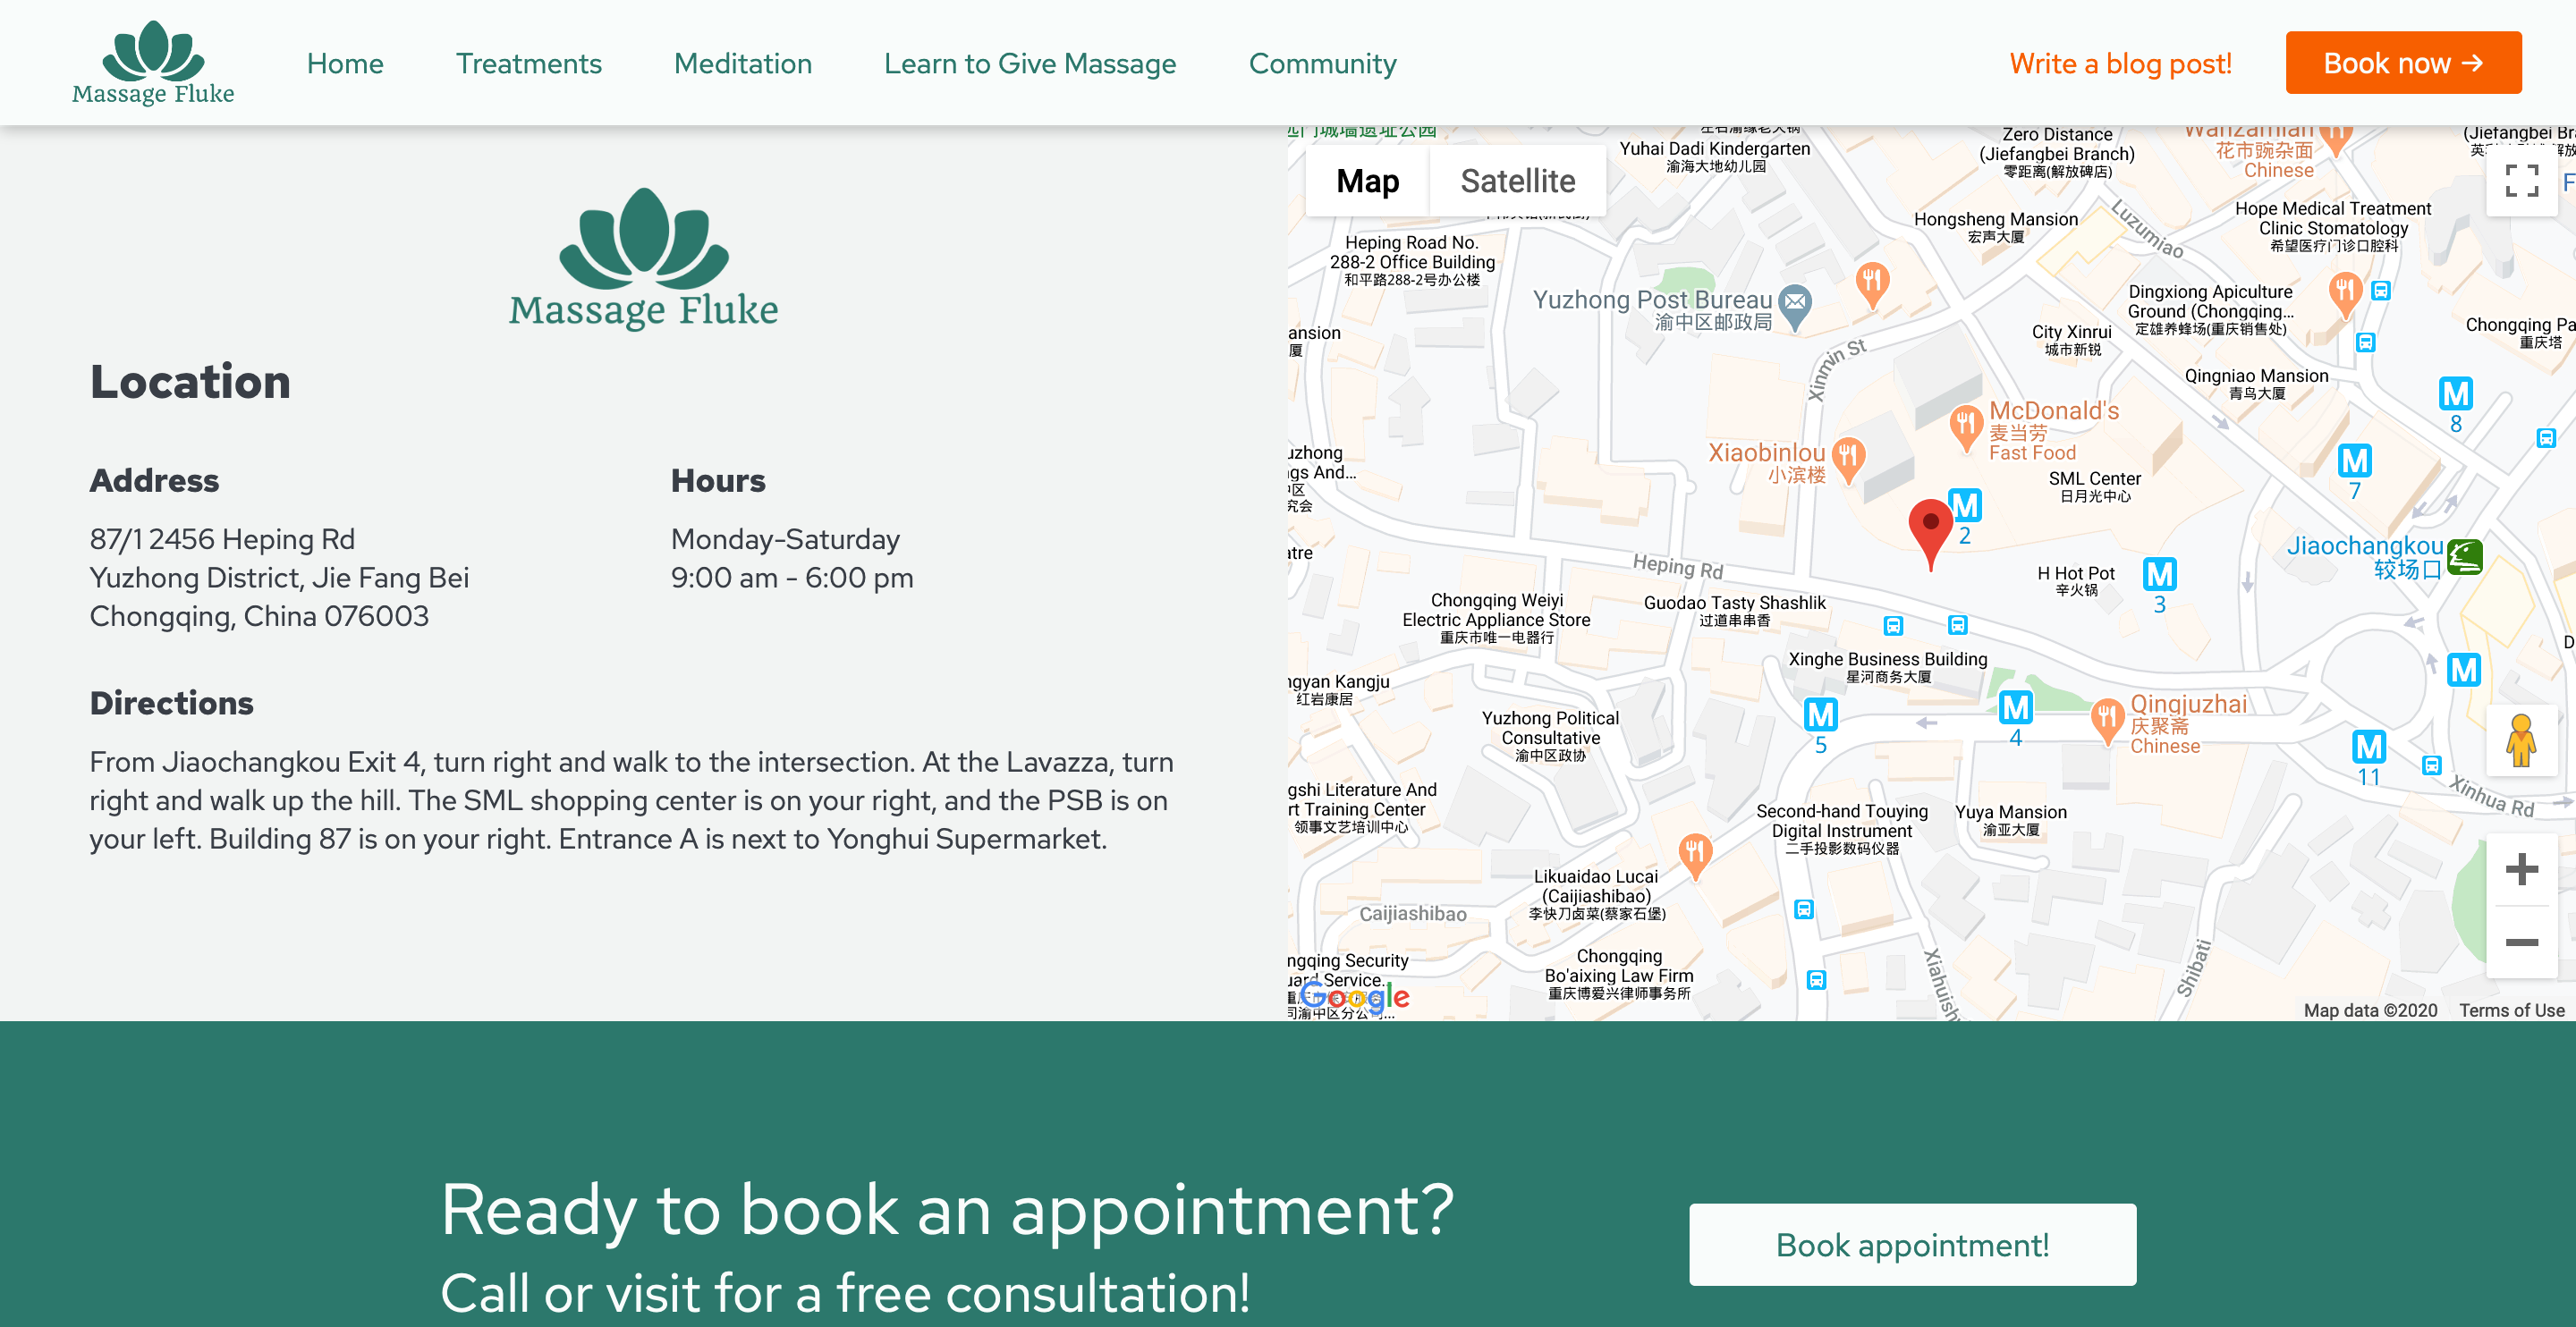 Massage Fluke
Home
Treatments
Meditation
Learn to Give Massage
Community
Write a blog post!
Book now →
Massage Fluke
Location
Address
87/1 2456 Heping Rd
Yuzhong District, Jie Fang Bei
Chongqing, China 076003
Hours
Monday-Saturday
9:00 am - 6:00 pm
Directions
From Jiaochangkou Exit 4, turn right and walk to the intersection. At the Lavazza, turn
right and walk up the hill. The SML shopping center is on your right, and the PSB is on
your left. Building 87 is on your right. Entrance A is next to Yonghui Supermarket.
Map
Satellite
Yuhai Dadi Kindergarten
渝海大地幼儿园
Zero Distance
(Jiefangbei Branch)
零距离(解放碑店)
Wanzamian
花市豌杂面
Chinese
Heping Road No.
288-2 Office Building
和平路288-2号办公楼
Yuzhong Post Bureau
渝中区邮政局
Hongsheng Mansion
宏声大厦
Luzumiao
Hope Medical Treatment
Clinic Stomatology
希望医疗门诊口腔科
Dingxiong Apiculture
Ground (Chongqing...
定雄养蜂场(重庆销售处)
City Xinrui
城市新锐
Chongqing Pa
重庆塔
ansion
厦
Xinmin St
Qingniao Mansion
青鸟大厦
McDonald's
麦当劳
Fast Food
Xiaobinlou
小滨楼
SML Center
日月光中心
M
8
M
7
M
2
Jiaochangkou
较场口
uzhong
gs And...
中区
究会
atre
Heping Rd
H Hot Pot
辛火锅
M
3
Chongqing Weiyi
Electric Appliance Store
重庆市唯一电器行
Guodao Tasty Shashlik
过道串串香
Xinghe Business Building
星河商务大厦
ngyan Kangju
红岩康居
M
5
M
4
Qingjuzhai
庆聚斋
Chinese
M
M
11
Yuzhong Political
Consultative
渝中区政协
Xinhua Rd
gshi Literature And
rt Training Center
领事文艺培训中心
Second-hand Touying
Digital Instrument
二手投影数码仪器
Yuya Mansion
渝亚大厦
Likuaidao Lucai
(Caijiashibao)
李快刀卤菜(蔡家石堡)
Caijiashibao
Chongqing
Bo'aixing Law Firm
重庆博爱兴律师事务所
Xiahuish
Shibati
ngqing Security
uard Service...
Google
Map data ©2020
Terms of Use
Ready to book an appointment?
Call or visit for a free consultation!
Book appointment!